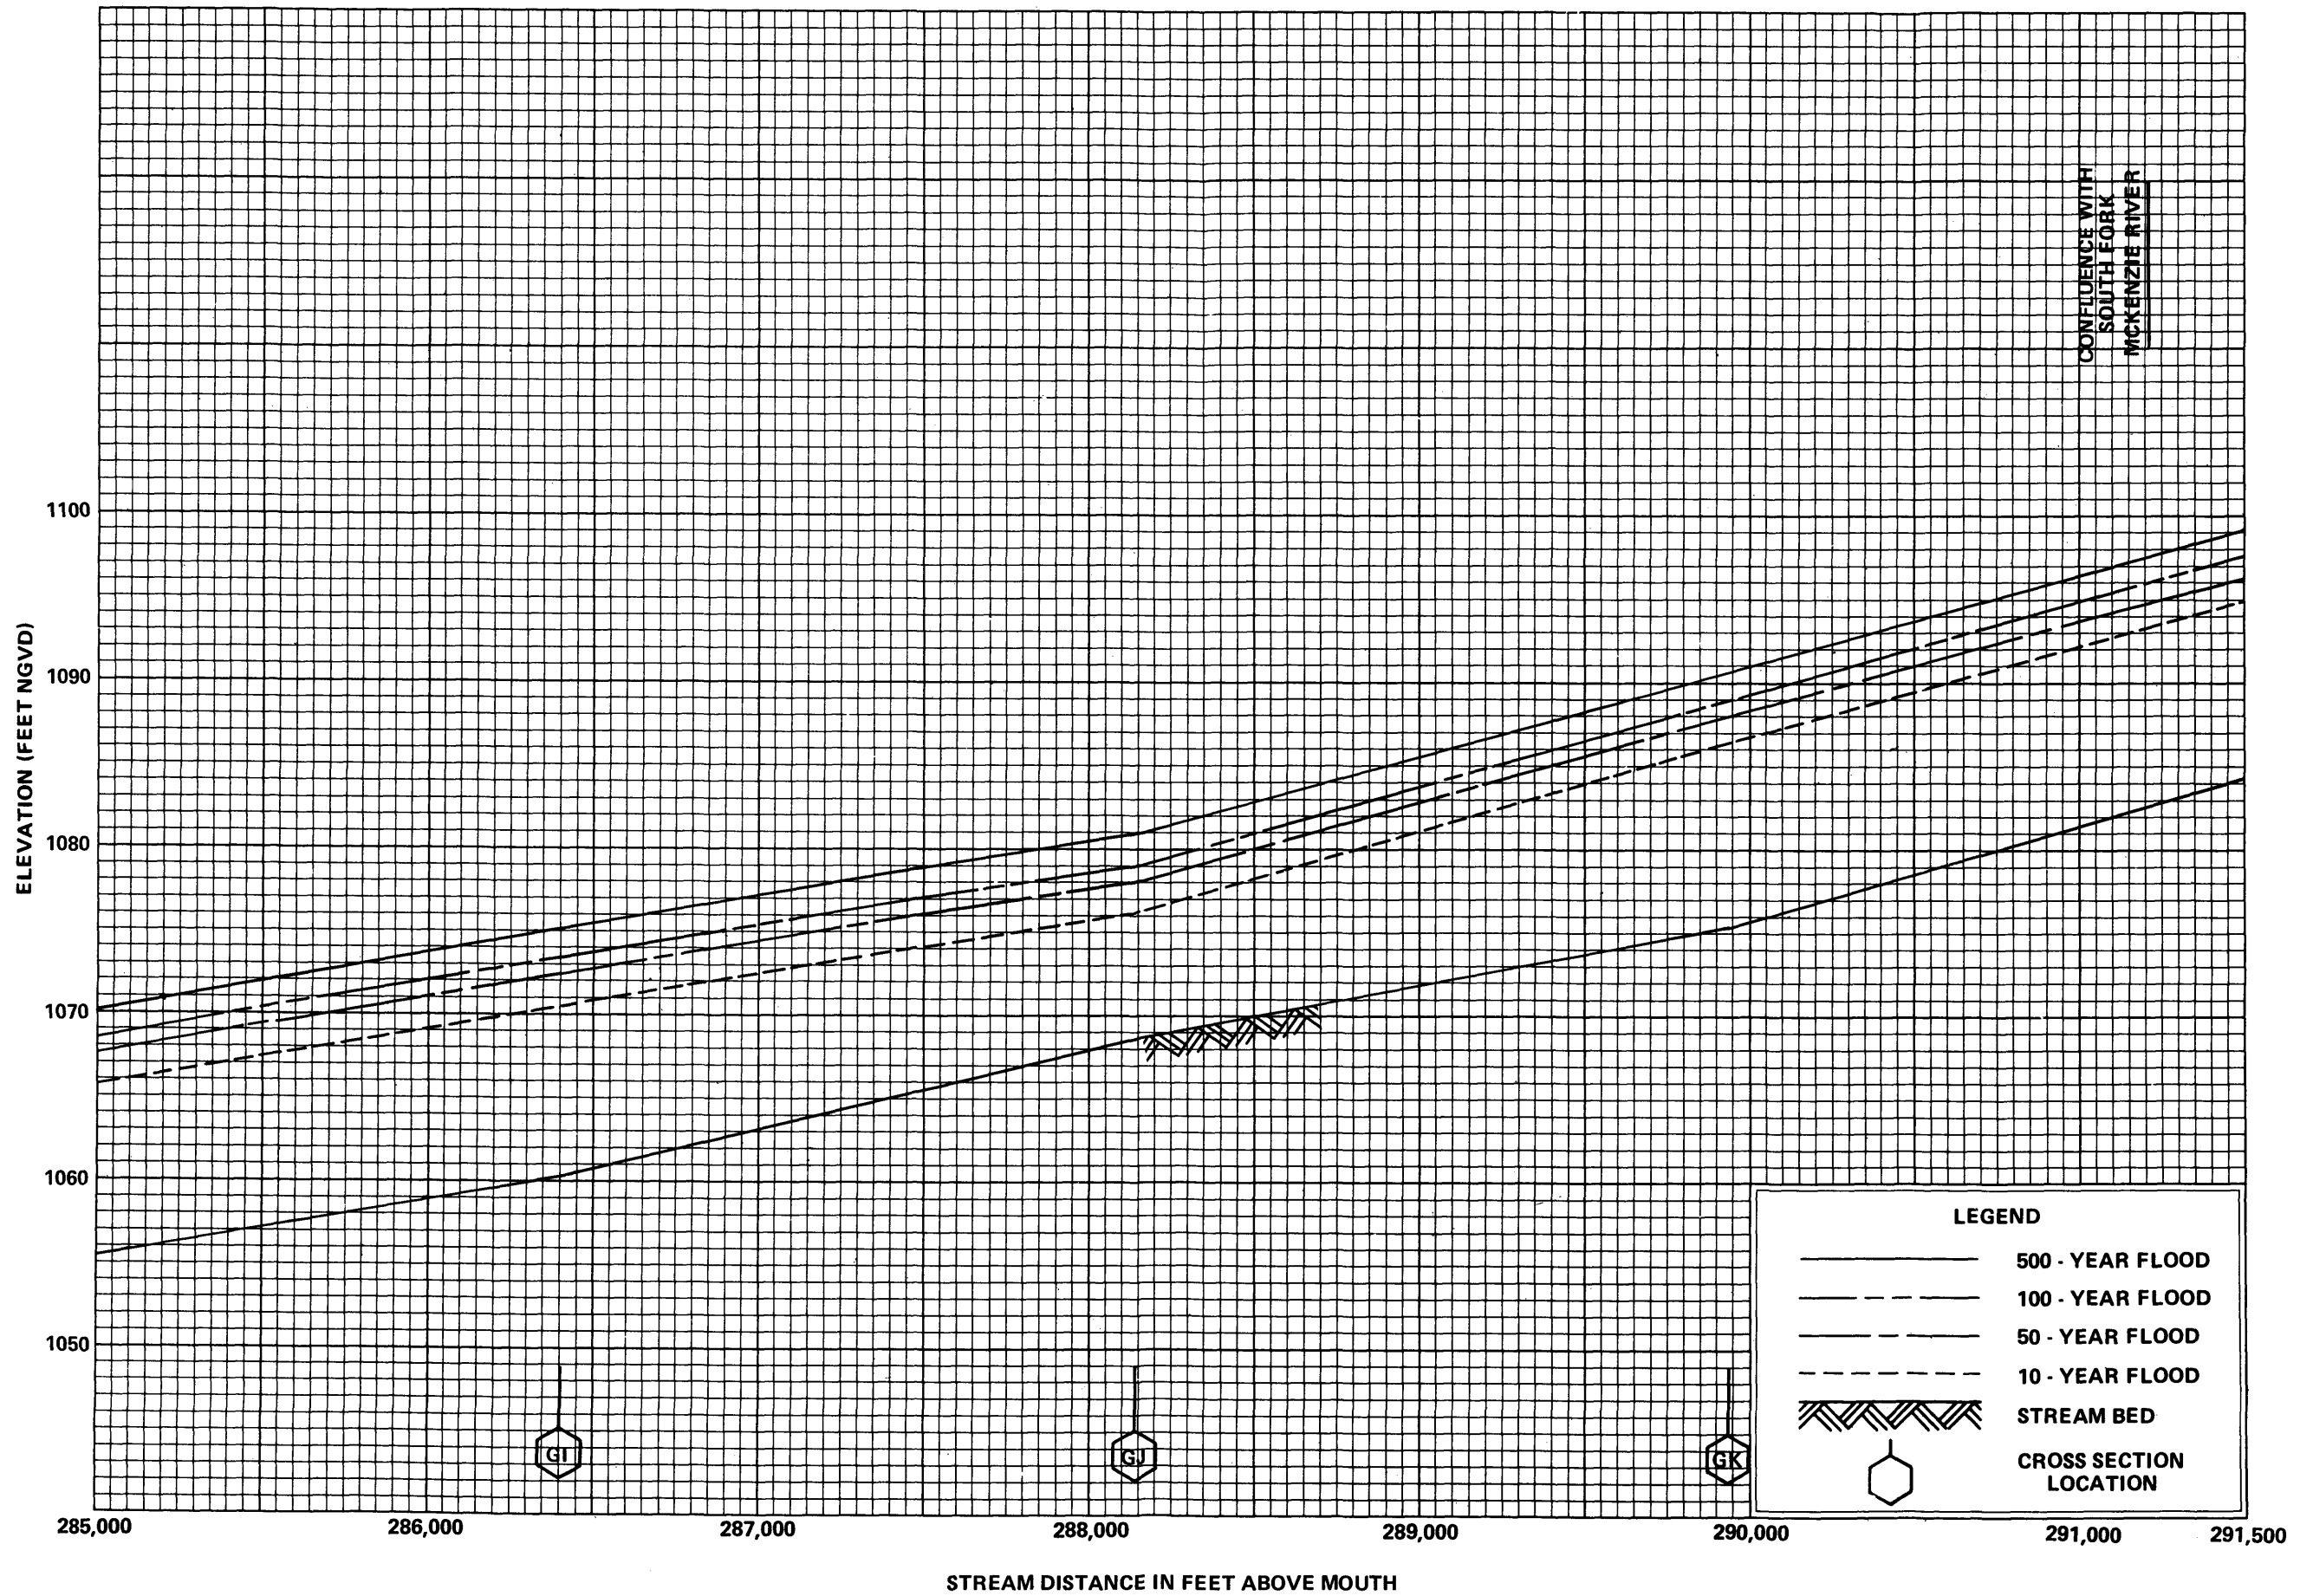 CONFLUENCE WITH
SOUTH FORK
MCKENZIE RIVER
ELEVATION (FEET NGVD)
1100
1090
1080
1070
1060
1050
GI
GJ
GK
LEGEND
500 - YEAR FLOOD
100 - YEAR FLOOD
50 - YEAR FLOOD
10 - YEAR FLOOD
STREAM BED
CROSS SECTION
LOCATION
285,000 286,000 287,000 288,000 289,000 290,000 291,000 291,500
STREAM DISTANCE IN FEET ABOVE MOUTH